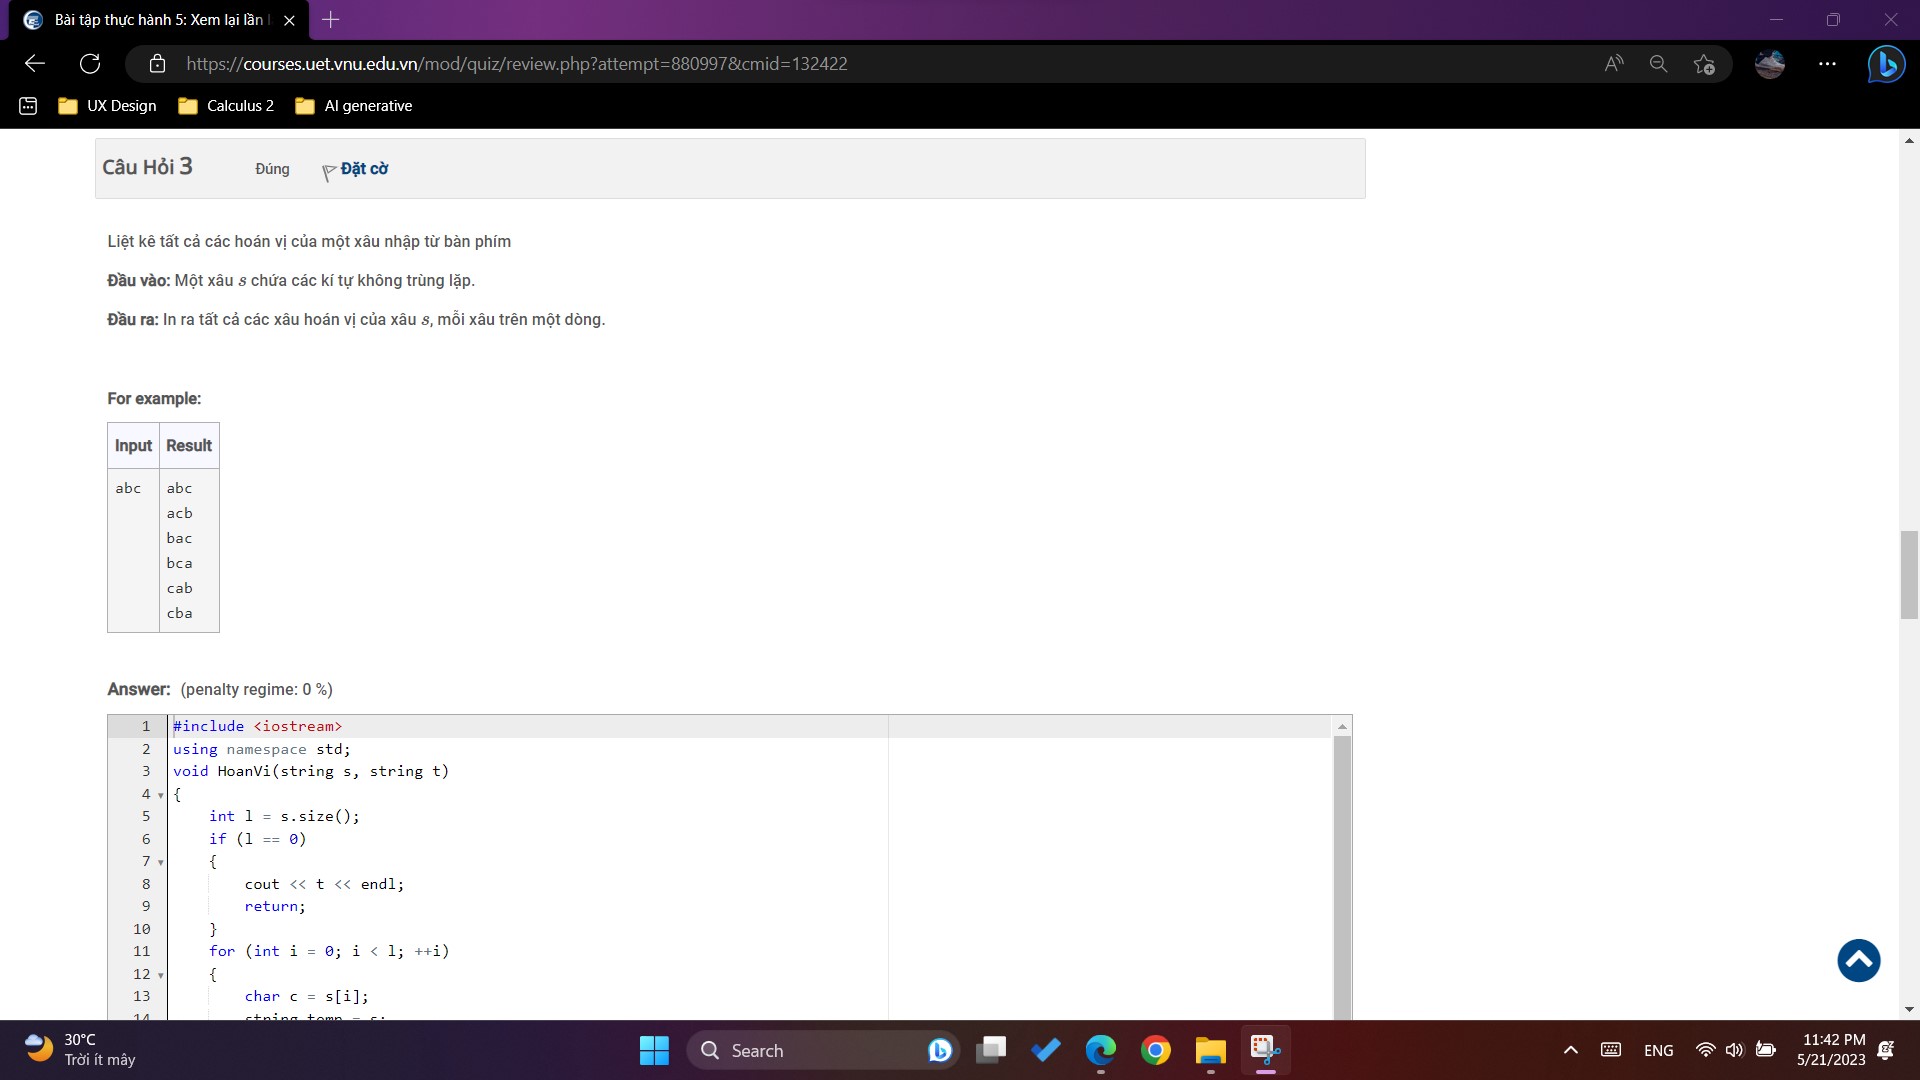 Bài tập thực hành 5: Xem lại lần l
https://courses.uet.vnu.edu.vn/mod/quiz/review.php?attempt=880997&cmid=132422
UX Design
Calculus 2
AI generative
Câu Hỏi 3
Đúng
Đặt cờ
Liệt kê tất cả các hoán vị của một xâu nhập từ bàn phím
Đầu vào: Một xâu s chứa các kí tự không trùng lặp.
Đầu ra: In ra tất cả các xâu hoán vị của xâu s, mỗi xâu trên một dòng.
For example:
Input Result
abc abc
acb
bac
bca
cab
cba
Answer: (penalty regime: 0 %)
1 #include <iostream>
2 using namespace std;
3 void HoanVi(string s, string t)
4 {
5 int l = s.size();
6 if (l == 0)
7 {
8 cout << t << endl;
9 return;
10 }
11 for (int i = 0; i < l; ++i)
12 {
13 char c = s[i];
14 string temp = s;
30°C
Trời ít mây
Search
ENG
11:42 PM
5/21/2023